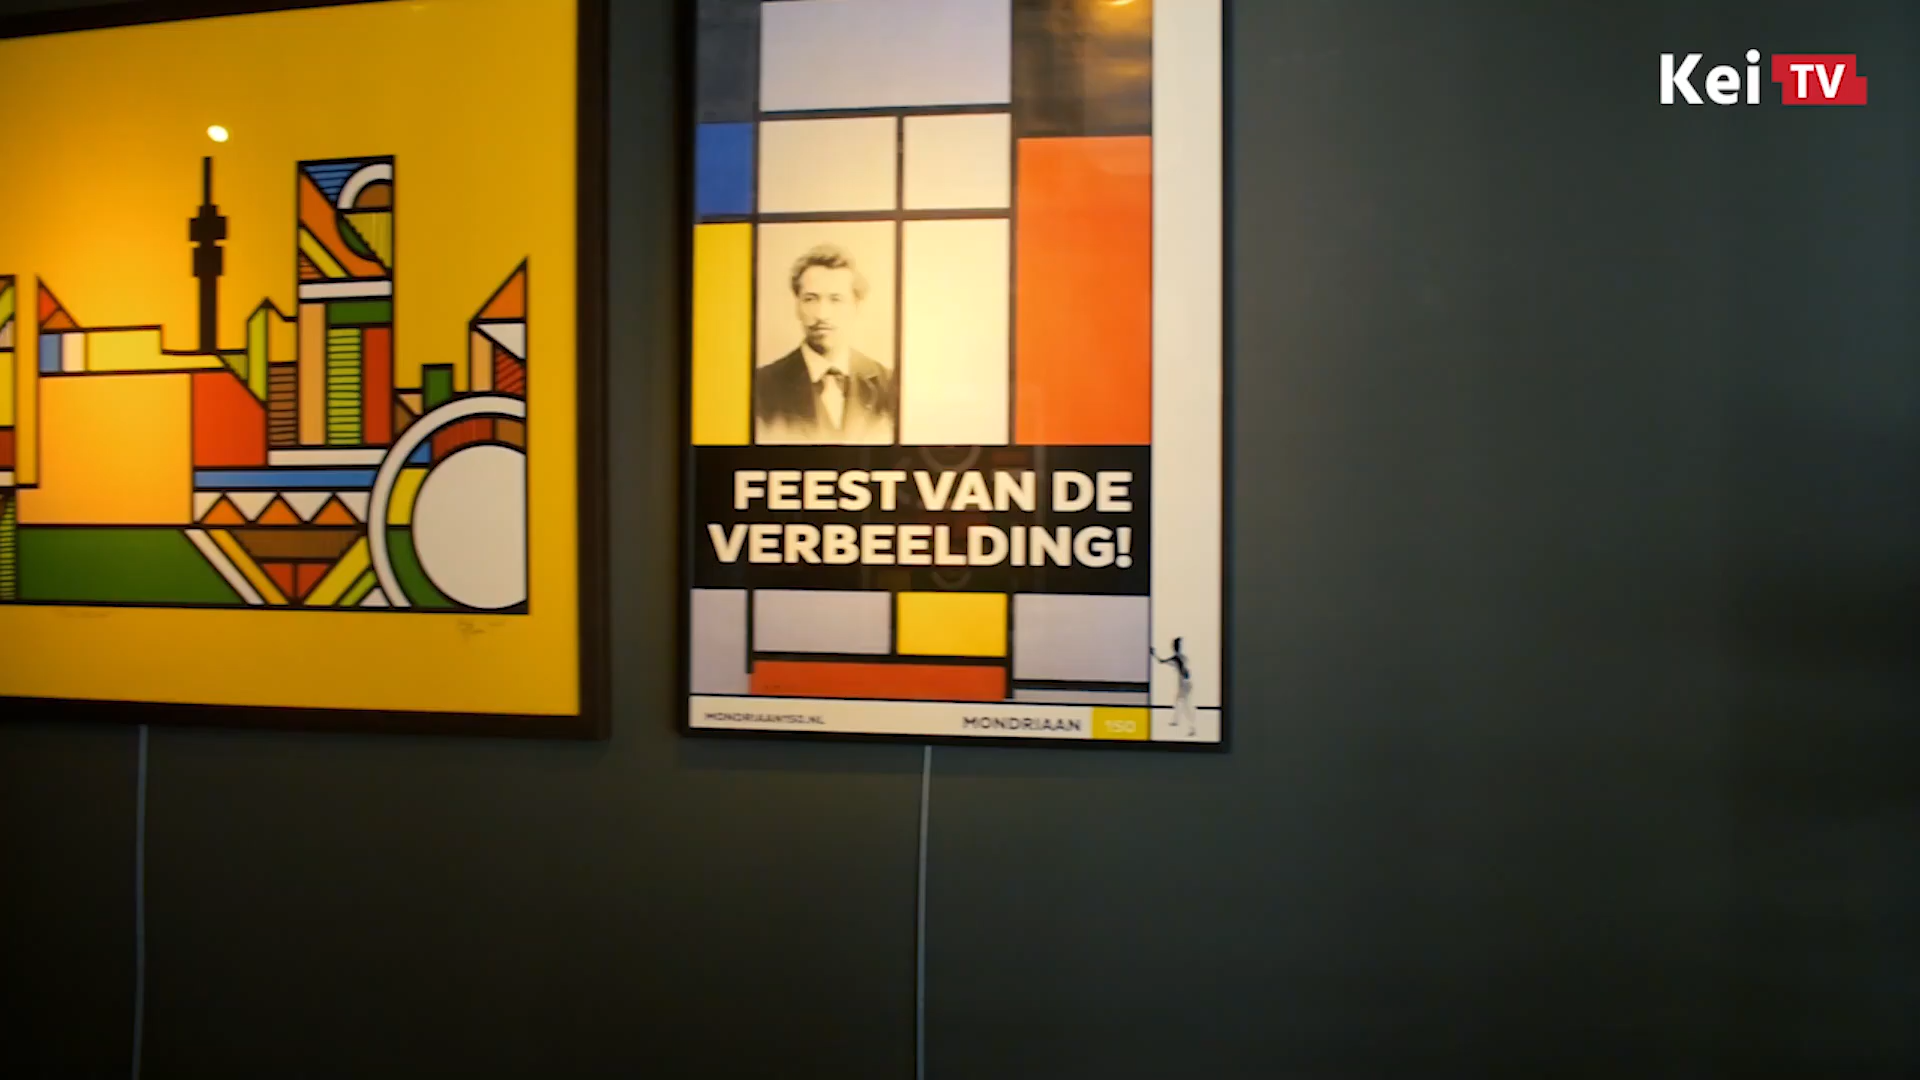 Kei TV
FEEST VAN DE
VERBEELDING!
MONDRIAAN150.NL
MONDRIAAN 150